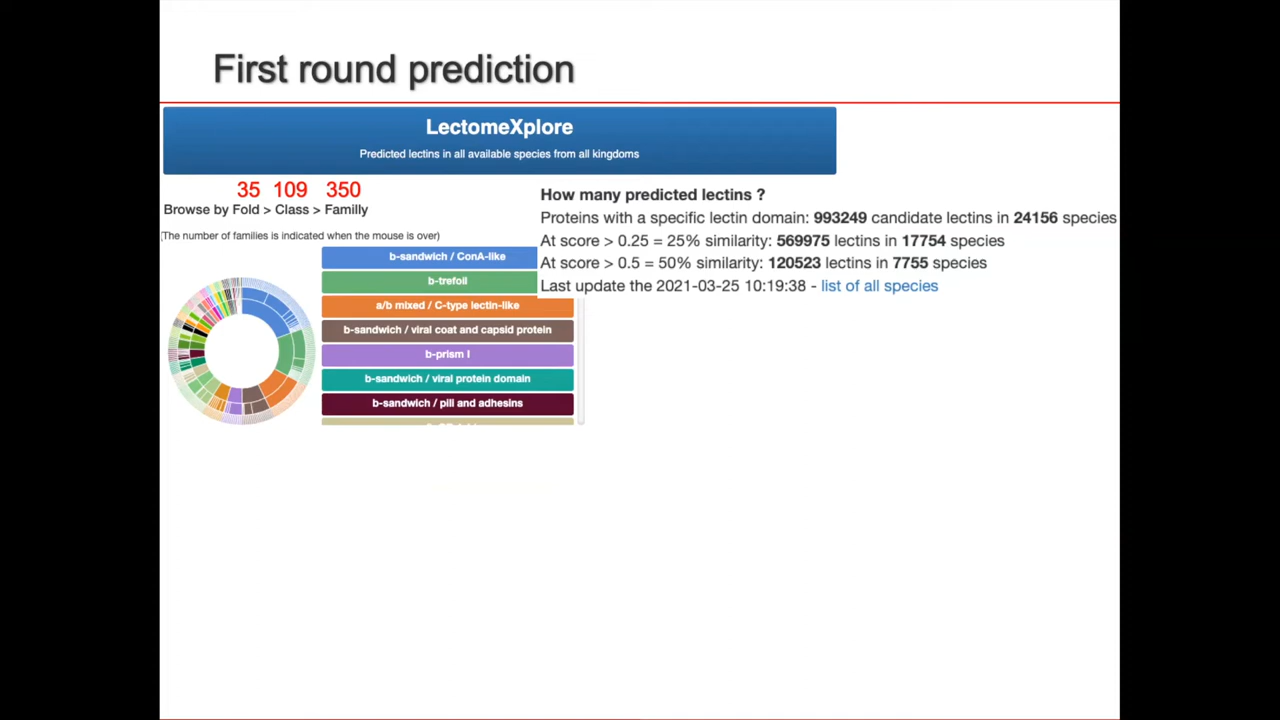 First round prediction
LectomeXplore
Predicted lectins in all available species from all kingdoms
35 109 350
Browse by Fold > Class > Familly
(The number of families is indicated when the mouse is over)
b-sandwich / ConA-like
b-trefoil
a/b mixed / C-type lectin-like
b-sandwich / viral coat and capsid protein
b-prism I
b-sandwich / viral protein domain
b-sandwich / pili and adhesins
How many predicted lectins ?
Proteins with a specific lectin domain: 993249 candidate lectins in 24156 species
At score > 0.25 = 25% similarity: 569975 lectins in 17754 species
At score > 0.5 = 50% similarity: 120523 lectins in 7755 species
Last update the 2021-03-25 10:19:38 - list of all species